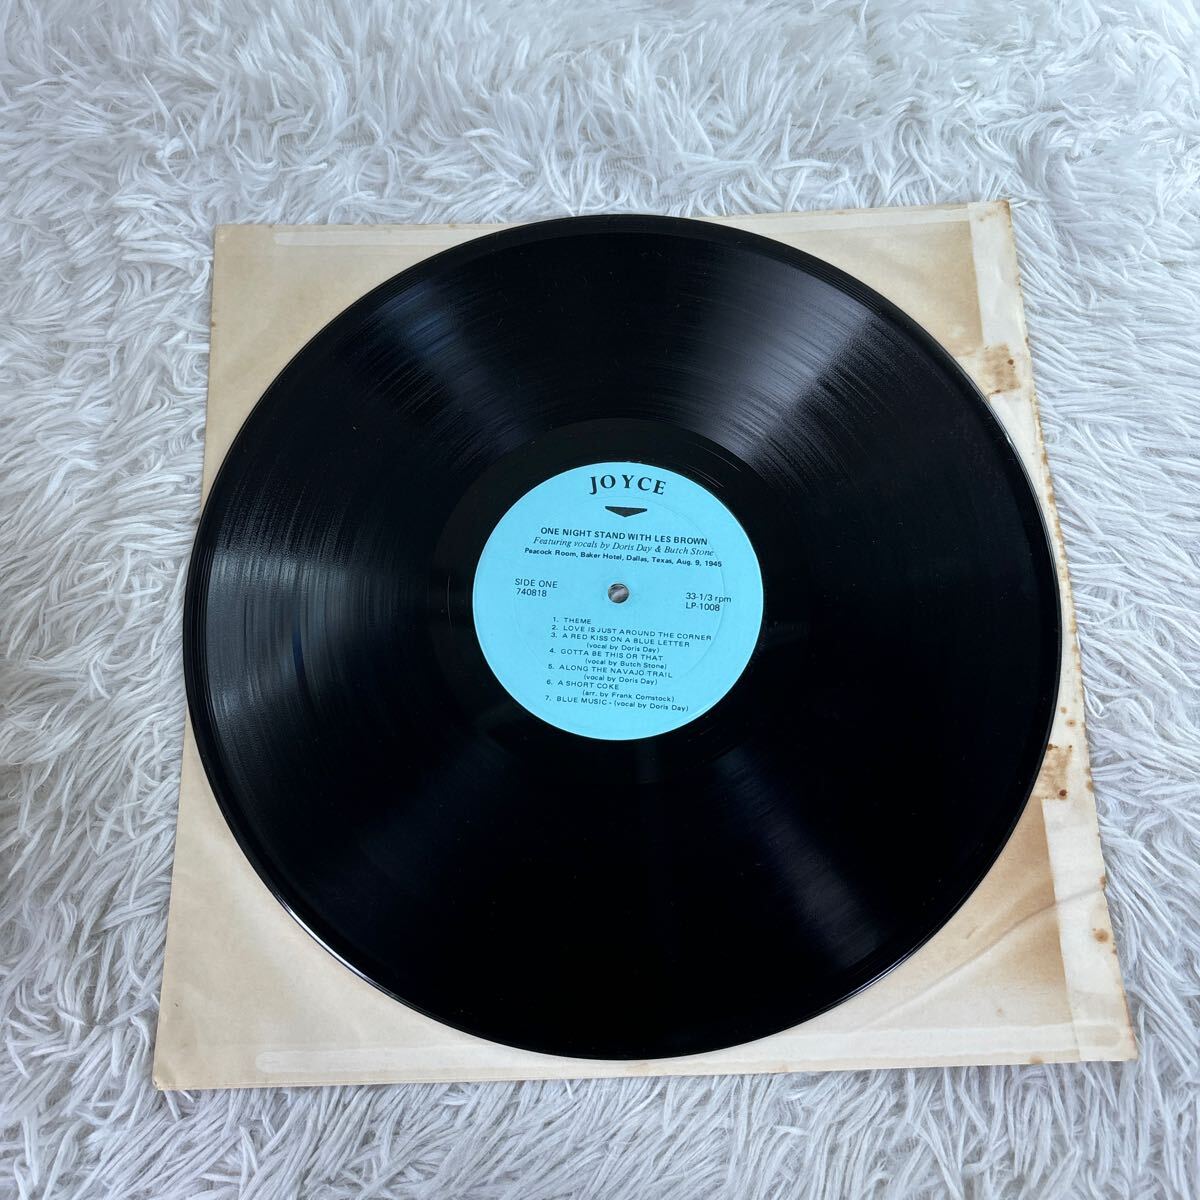 JOYCE
ONE NIGHT STAND WITH LES BROWN
Featuring vocals by Doris Day & Butch Stone
Peacock Room, Baker Hotel, Dallas, Texas, Aug. 9, 1945
SIDE ONE
740818
33-1/3 rpm
LP-1008
1. THEME
2. LOVE IS JUST AROUND THE CORNER
3. A RED KISS ON A BLUE LETTER
(vocal by Doris Day)
4. GOTTA BE THIS OR THAT
(vocal by Butch Stone)
5. ALONG THE NAVAJO TRAIL
(vocal by Doris Day)
6. A SHORT COKE
(arr. by Frank Comstock)
7. BLUE MUSIC - (vocal by Doris Day)